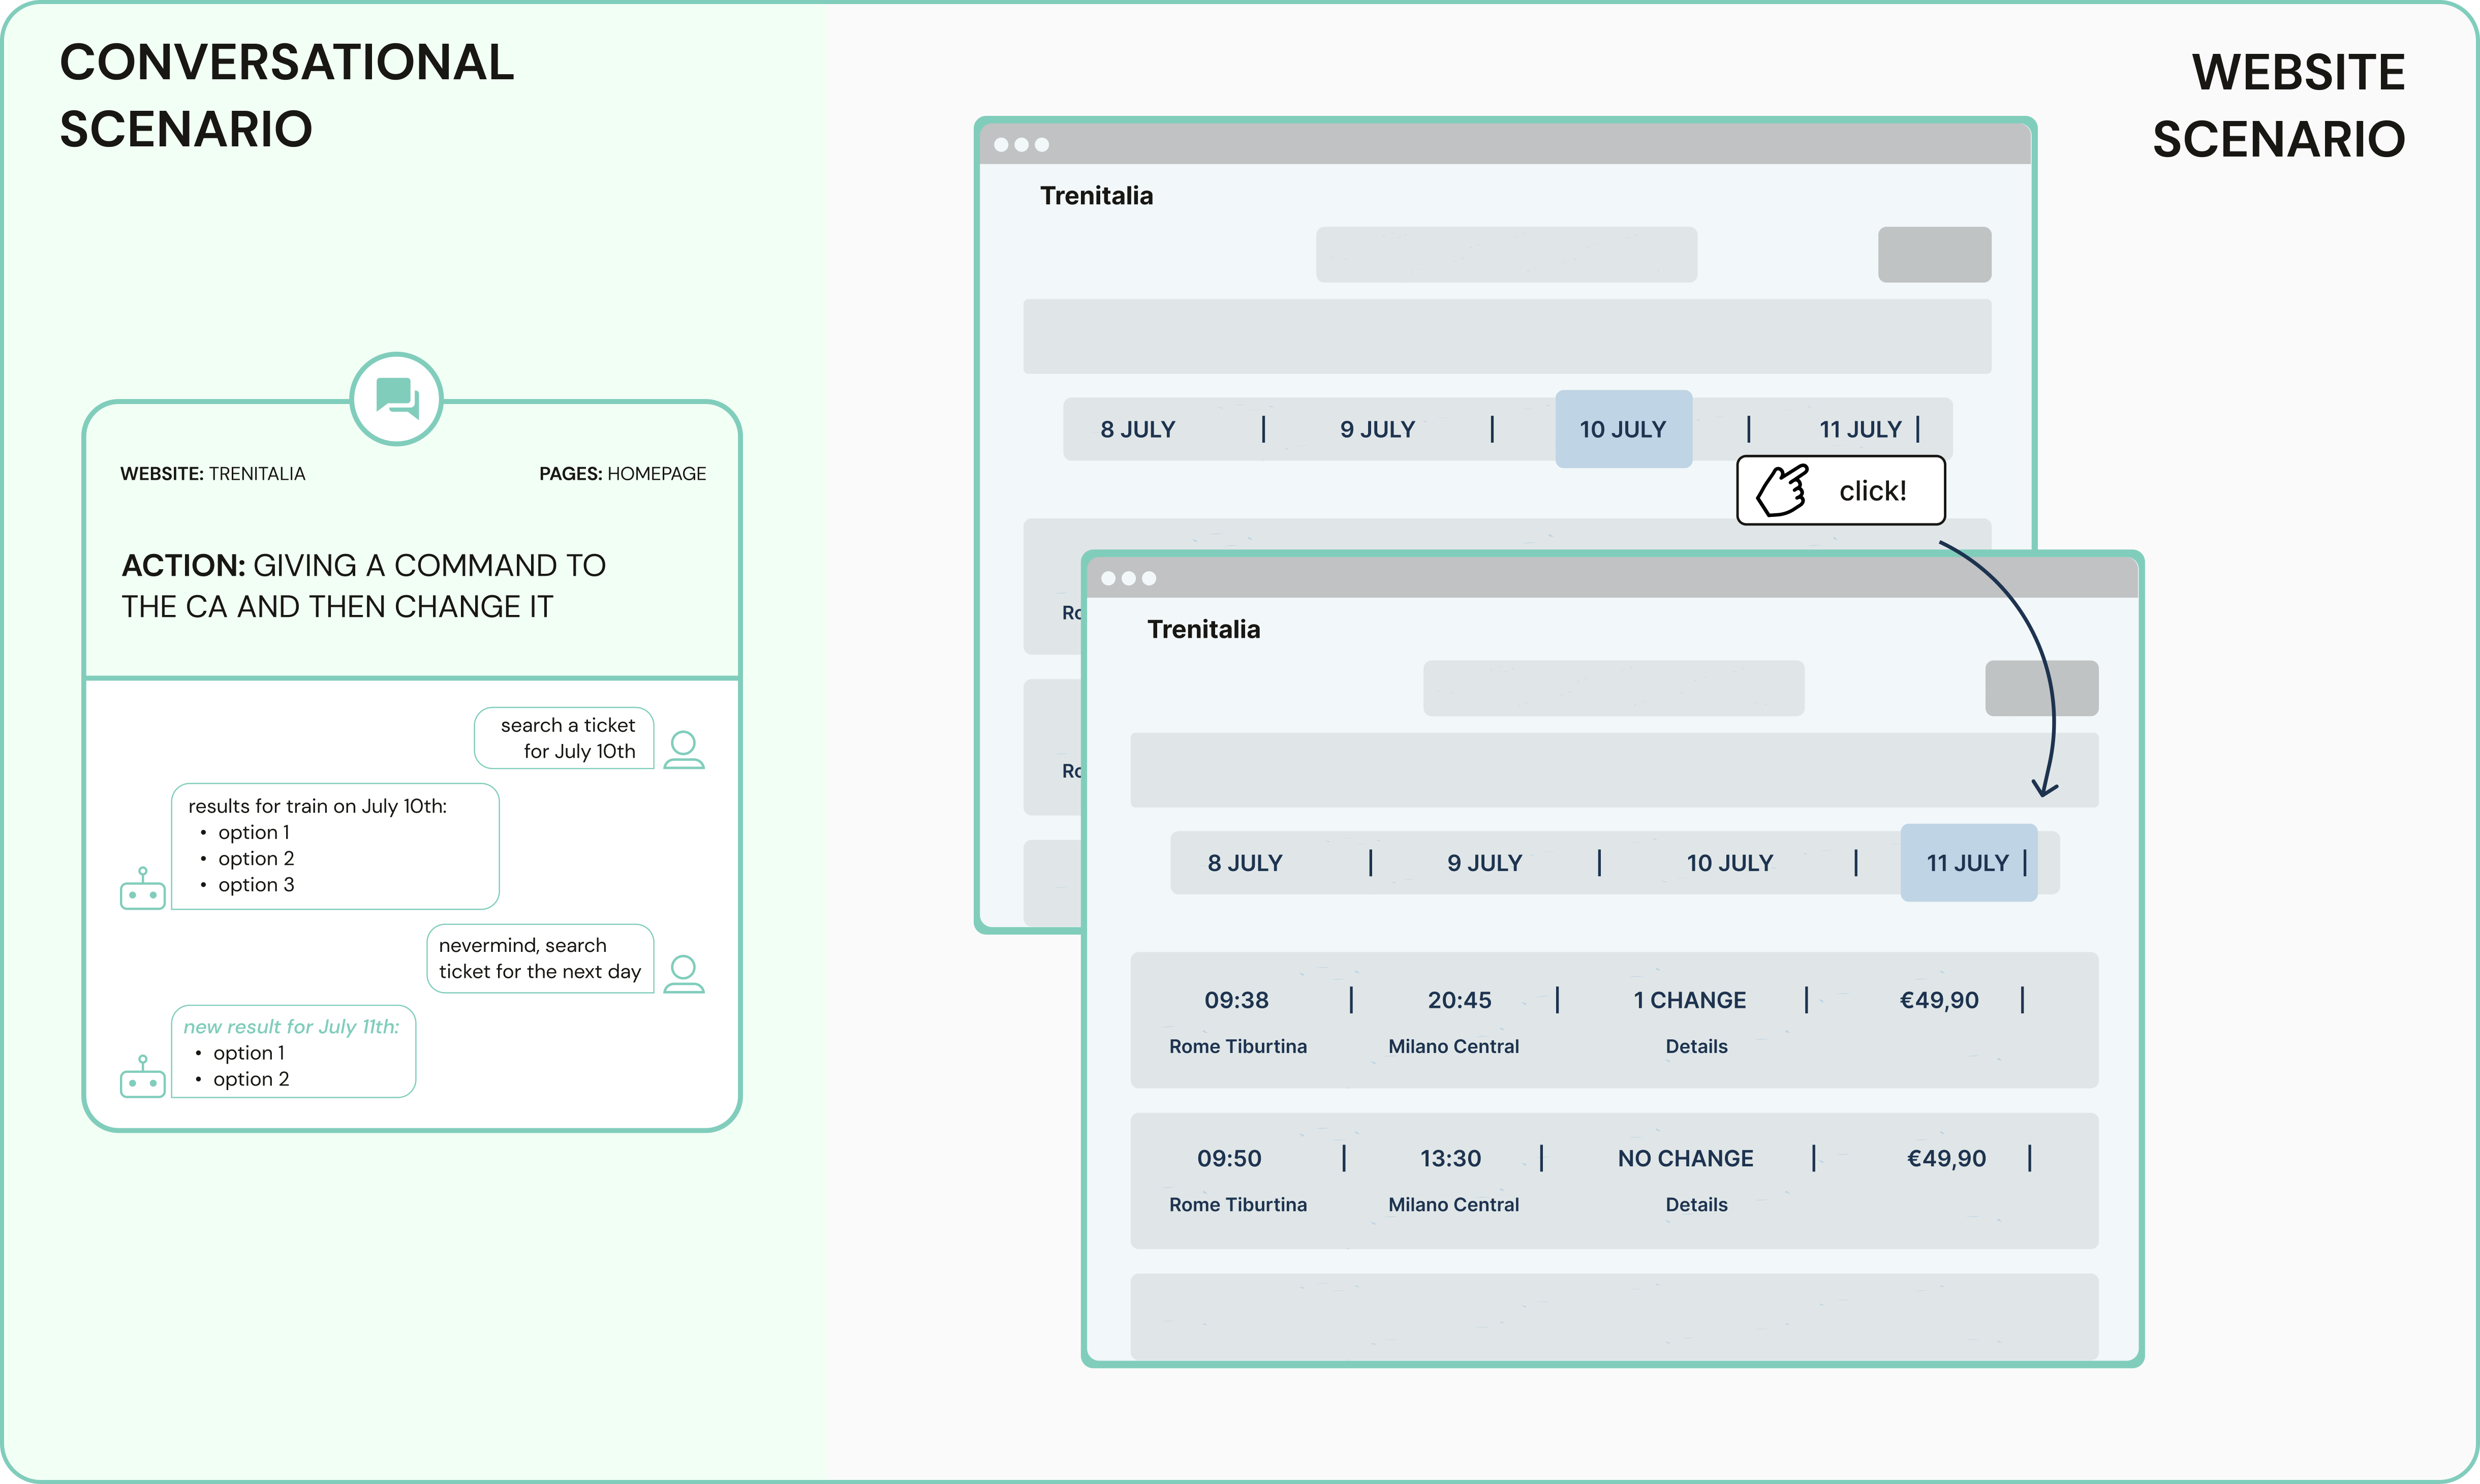 CONVERSATIONAL
SCENARIO
WEBSITE: TRENITALIA
PAGES: HOMEPAGE
ACTION: GIVING A COMMAND TO
THE CA AND THEN CHANGE IT
search a ticket
for July 10th
results for train on July 10th:
• option 1
• option 2
• option 3
nevermind, search
ticket for the next day
new result for July 11th:
• option 1
• option 2
WEBSITE
SCENARIO
Trenitalia
8 JULY | 9 JULY | 10 JULY | 11 JULY |
click!
Ro
Ro
Trenitalia
8 JULY | 9 JULY | 10 JULY | 11 JULY |
09:38 | 20:45 | 1 CHANGE | €49,90 |
Rome Tiburtina Milano Central Details
09:50 | 13:30 | NO CHANGE | €49,90 |
Rome Tiburtina Milano Central Details